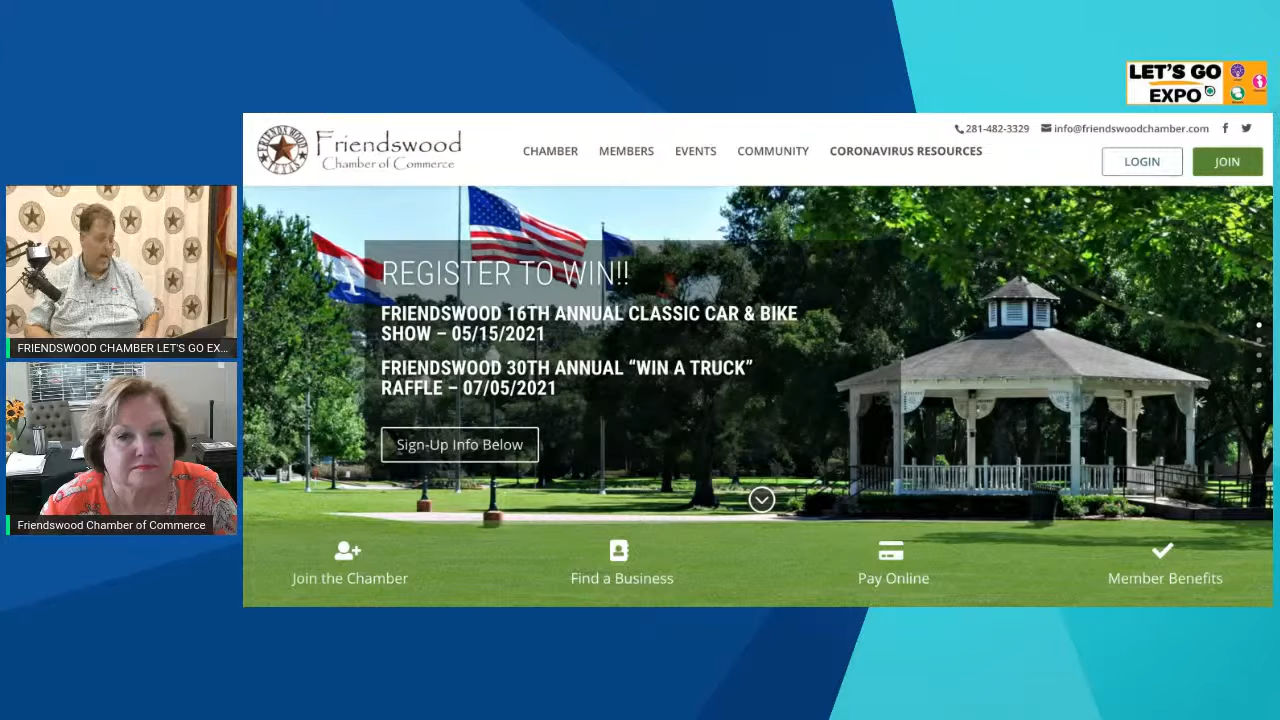 LET'S GO
EXPO
FRIENDSWOOD
TEXAS
Friendswood
Chamber of Commerce
281-482-3329
info@friendswoodchamber.com
CHAMBER
MEMBERS
EVENTS
COMMUNITY
CORONAVIRUS RESOURCES
LOGIN
JOIN
REGISTER TO WIN!!
FRIENDSWOOD 16TH ANNUAL CLASSIC CAR & BIKE
SHOW – 05/15/2021
FRIENDSWOOD 30TH ANNUAL “WIN A TRUCK”
RAFFLE – 07/05/2021
Sign-Up Info Below
Join the Chamber
Find a Business
Pay Online
Member Benefits
FRIENDSWOOD CHAMBER LET'S GO EX...
Friendswood Chamber of Commerce